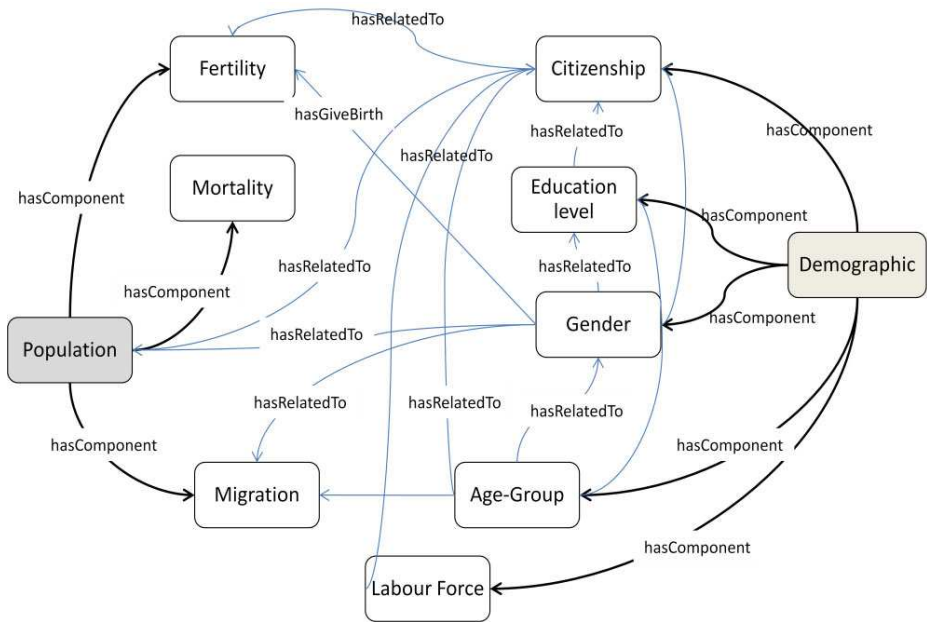 hasRelatedTo
Fertility
Citizenship
hasGiveBirth
hasRelatedTo
hasComponent
hasRelatedTo
Mortality
Education
level
hasComponent
hasComponent
hasRelatedTo
hasRelatedTo
Demographic
hasComponent
hasComponent
Gender
hasRelatedTo
Population
hasRelatedTo
hasRelatedTo
hasRelatedTo
hasComponent
hasComponent
Migration
Age-Group
hasComponent
Labour Force